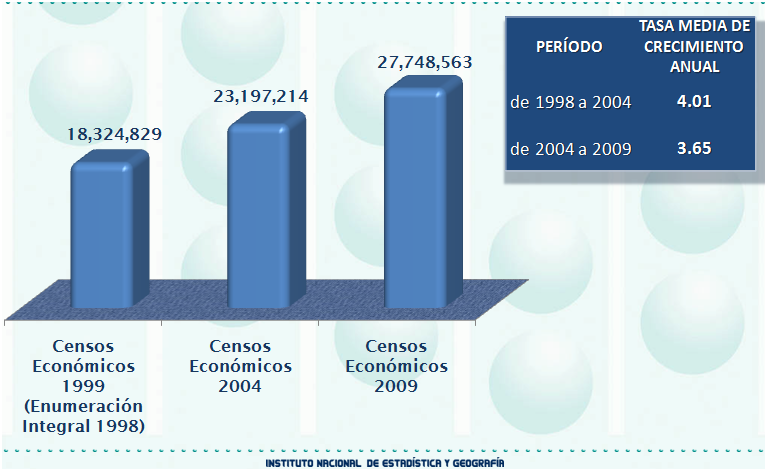 27,748,563
23,197,214
18,324,829
TASA MEDIA DE
PERÍODO CRECIMIENTO
ANUAL
de 1998 a 2004 4.01
de 2004 a 2009 3.65
Censos
Económicos
1999
(Enumeración
Integral 1998)
Censos
Económicos
2004
Censos
Económicos
2009
INSTITUTO NACIONAL DE ESTADÍSTICA Y GEOGRAFÍA